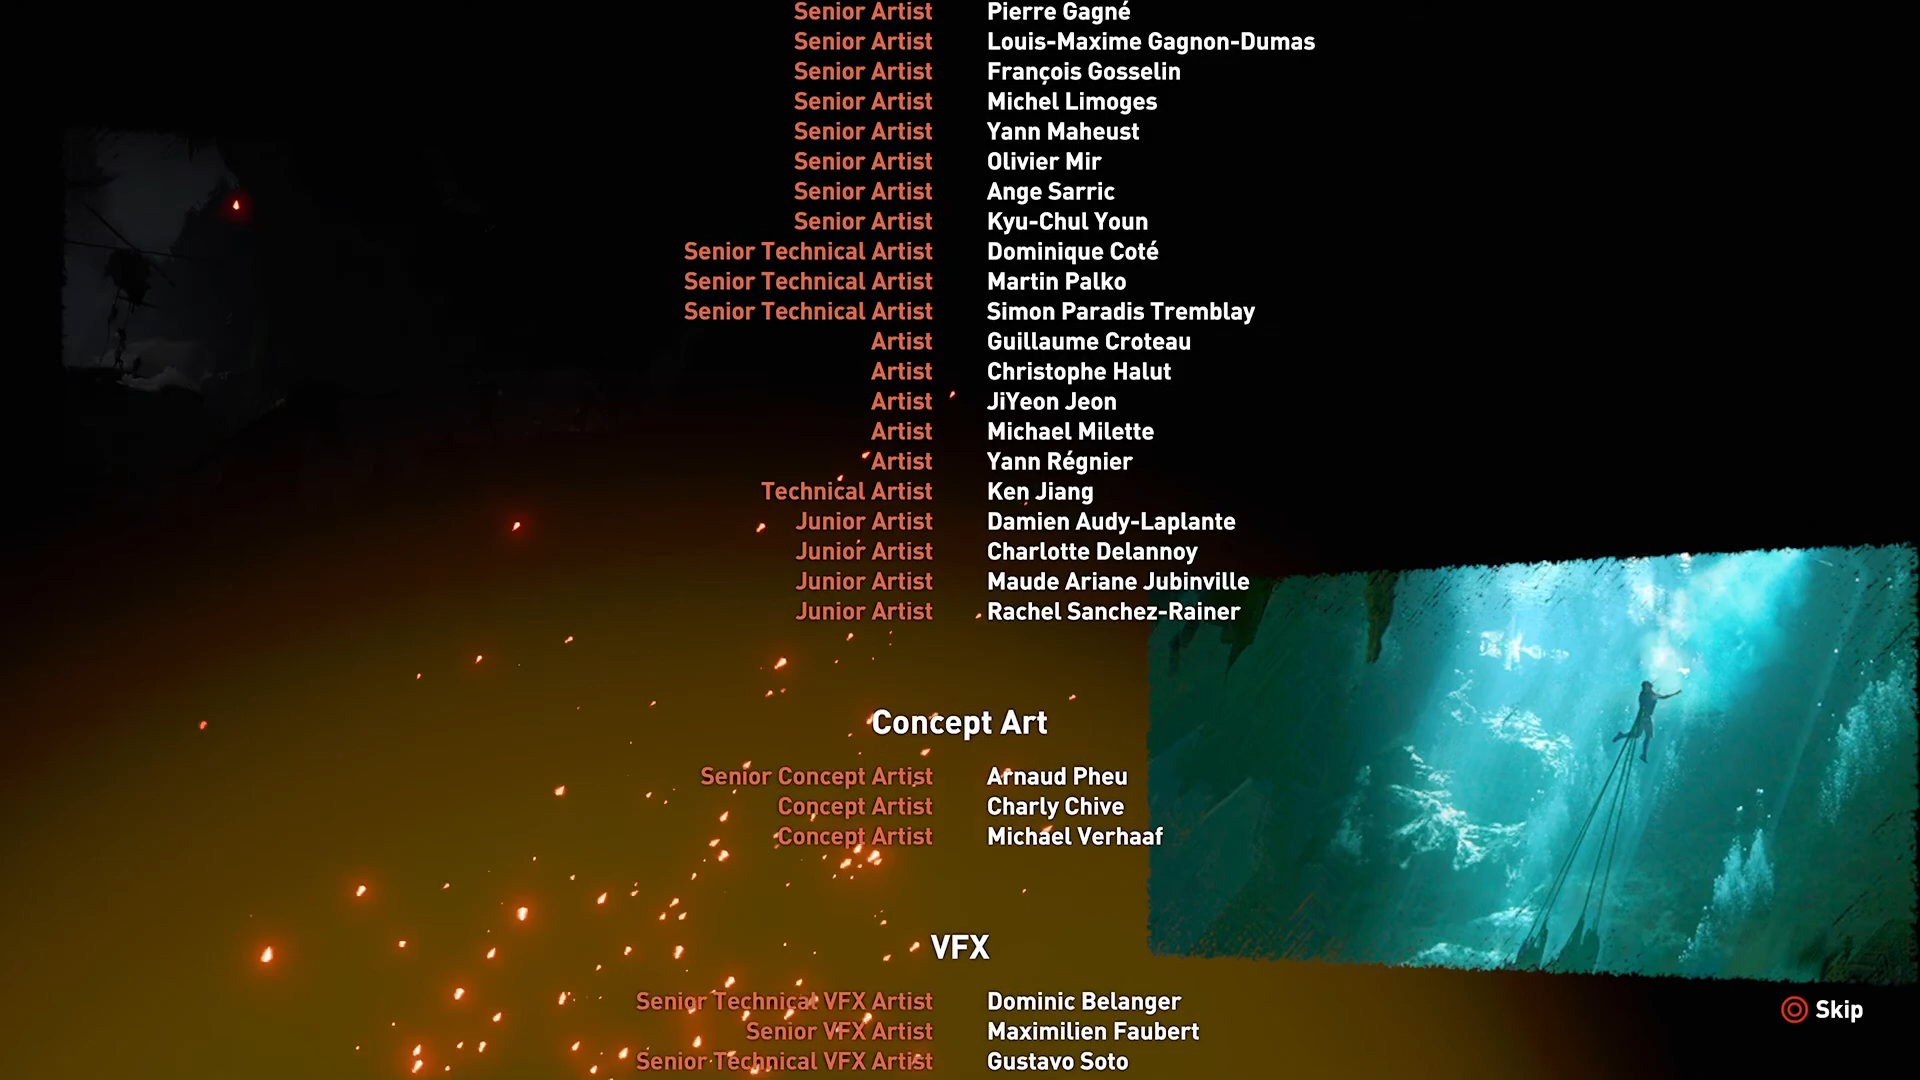 Senior Artist Pierre Gagné
Senior Artist Louis-Maxime Gagnon-Dumas
Senior Artist François Gosselin
Senior Artist Michel Limoges
Senior Artist Yann Maheust
Senior Artist Olivier Mir
Senior Artist Ange Sarric
Senior Artist Kyu-Chul Youn
Senior Technical Artist Dominique Coté
Senior Technical Artist Martin Palko
Senior Technical Artist Simon Paradis Tremblay
Artist Guillaume Croteau
Artist Christophe Halut
Artist JiYeon Jeon
Artist Michael Milette
Artist Yann Régnier
Technical Artist Ken Jiang
Junior Artist Damien Audy-Laplante
Junior Artist Charlotte Delannoy
Junior Artist Maude Ariane Jubinville
Junior Artist Rachel Sanchez-Rainer
Concept Art
Senior Concept Artist Arnaud Pheu
Concept Artist Charly Chive
Concept Artist Michael Verhaaf
VFX
Senior Technical VFX Artist Dominic Belanger
Senior VFX Artist Maximilien Faubert
Senior Technical VFX Artist Gustavo Soto
Skip